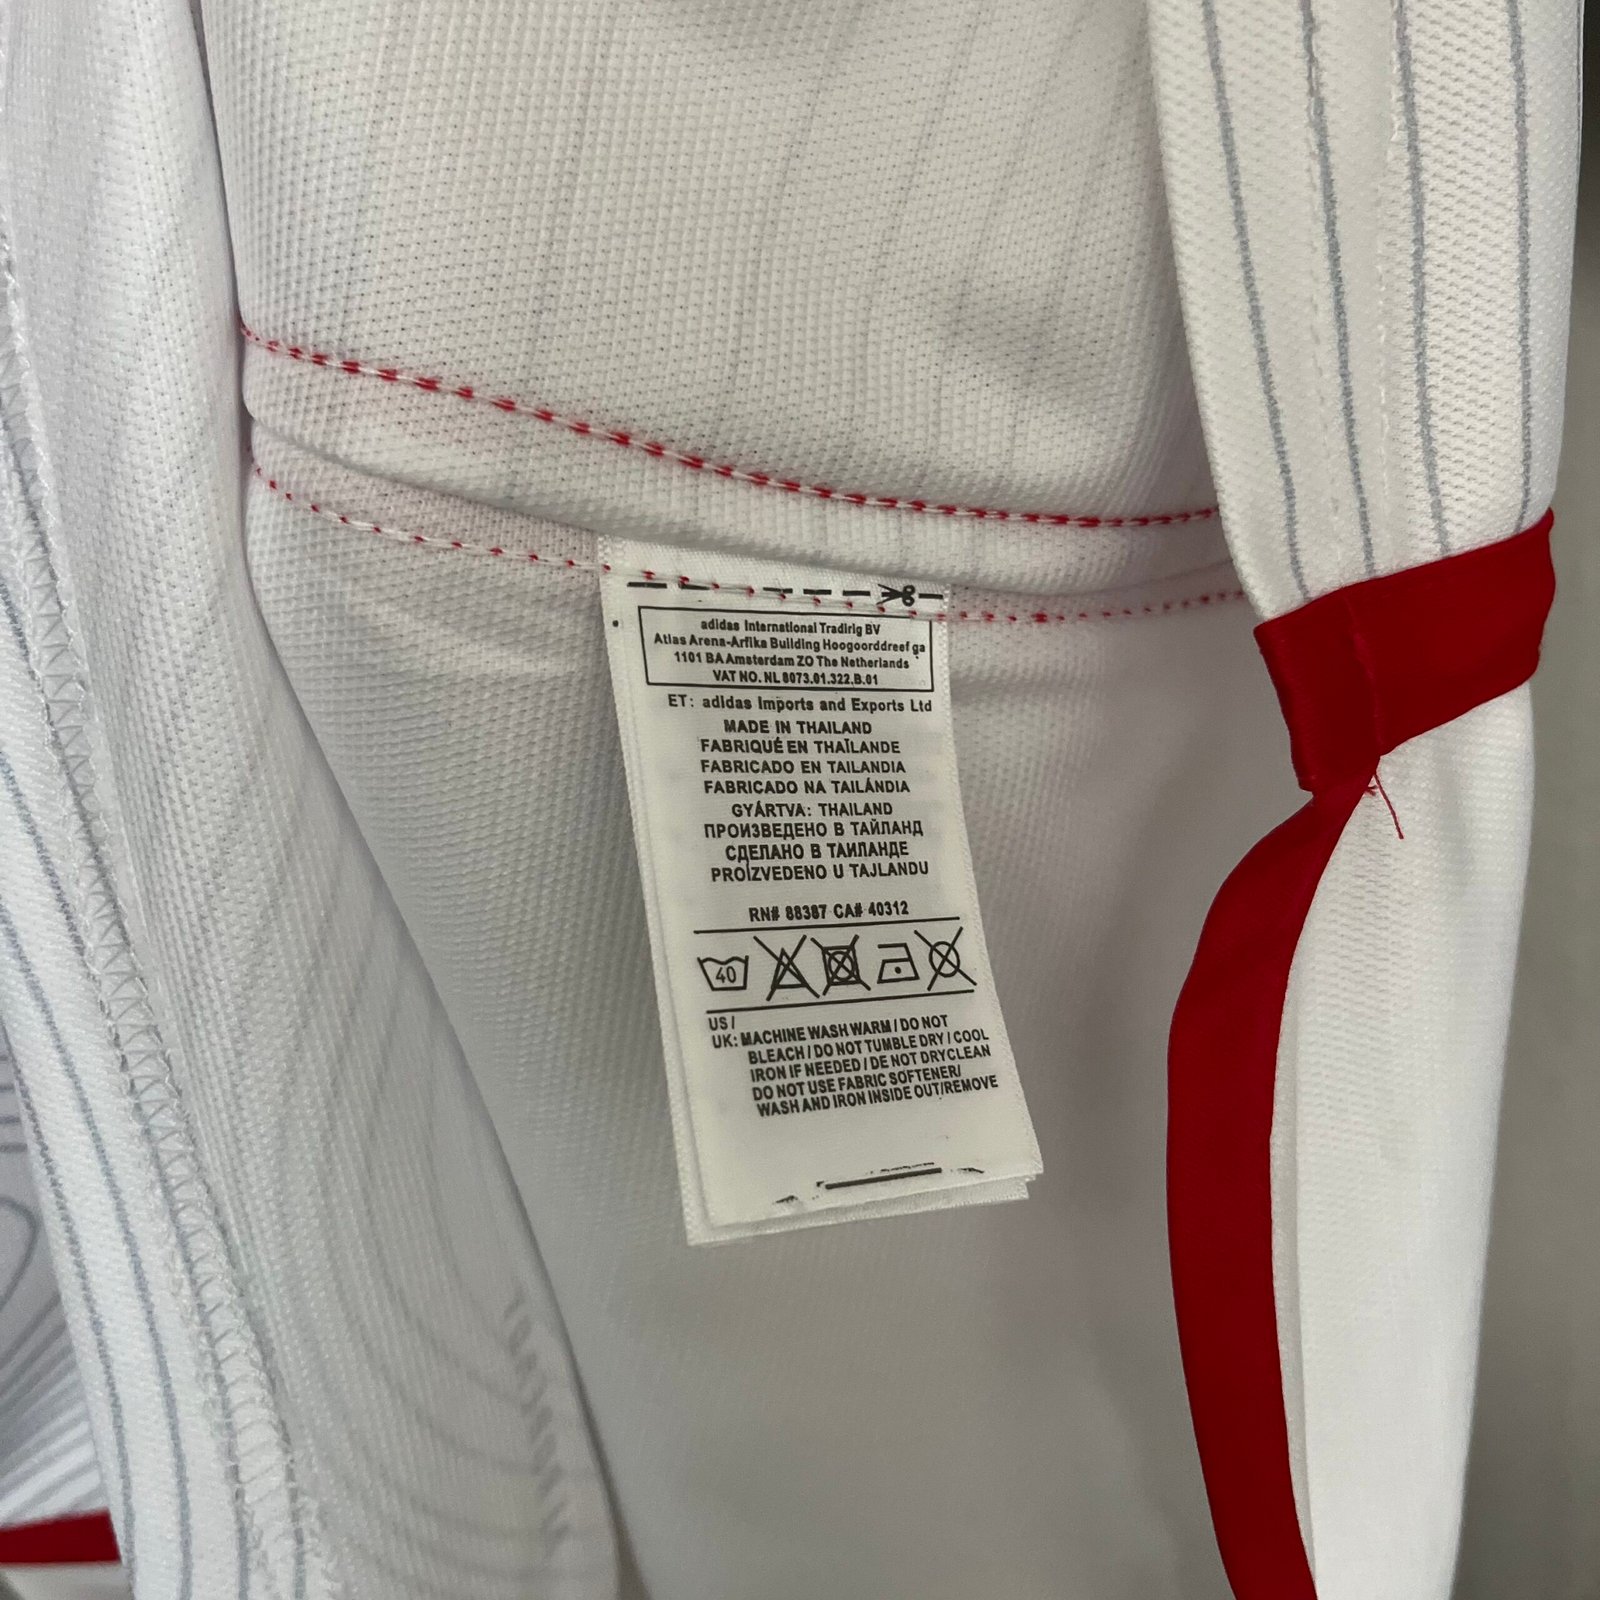 adidas International Tradirig BV
Atlas Arena-Arfika Building Hoogoorddreef ga
1101 BA Amsterdam ZO The Netherlands
VAT NO. NL 8073.01.322.B.01
ET: adidas Imports and Exports Ltd
MADE IN THAILAND
FABRIQUÉ EN THAÏLANDE
FABRICADO EN TAILANDIA
FABRICADO NA TAILÁNDIA
GYÁRTVA: THAILAND
ПРОИЗВЕДЕНО В ТАЙЛАНД
СДЕЛАНО В ТАИЛАНДЕ
PROIZVEDENO U TAJLANDU
RN# 88387 CA# 40312
40
US /
UK: MACHINE WASH WARM / DO NOT
BLEACH / DO NOT TUMBLE DRY / COOL
IRON IF NEEDED / DE NOT DRYCLEAN
DO NOT USE FABRIC SOFTENER/
WASH AND IRON INSIDE OUT/REMOVE